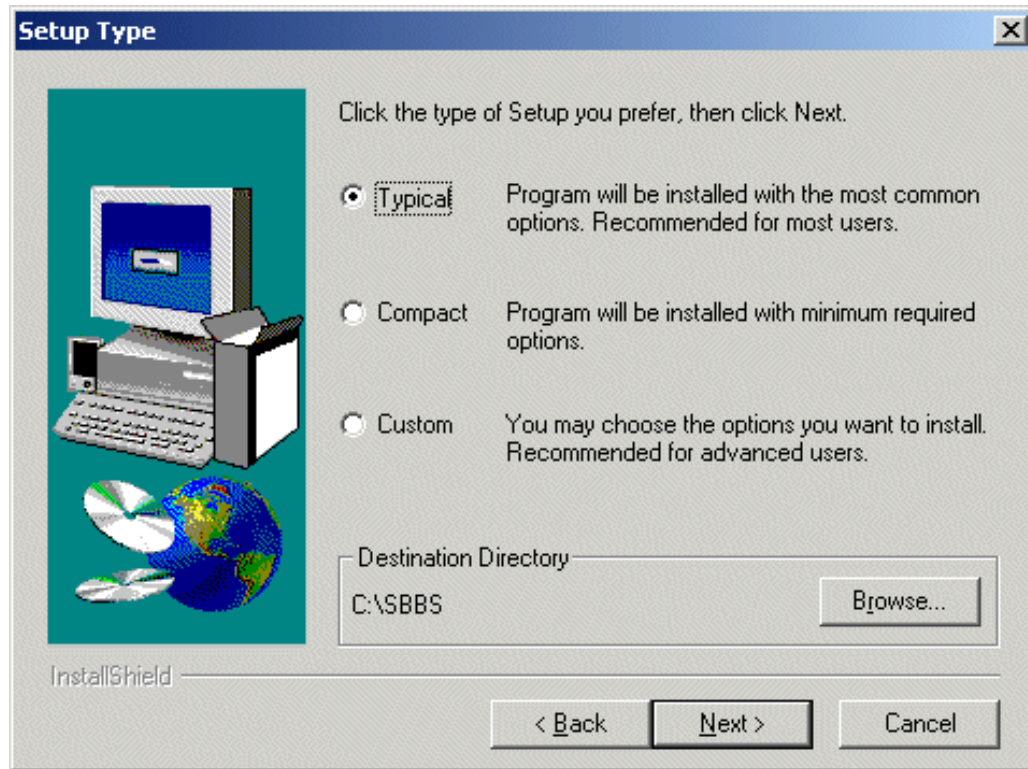 Setup Type
Click the type of Setup you prefer, then click Next.
Typical
Program will be installed with the most common
options. Recommended for most users.
Compact
Program will be installed with minimum required
options.
Custom
You may choose the options you want to install.
Recommended for advanced users.
Destination Directory
C:\SBBS
Browse...
InstallShield
< Back
Next >
Cancel